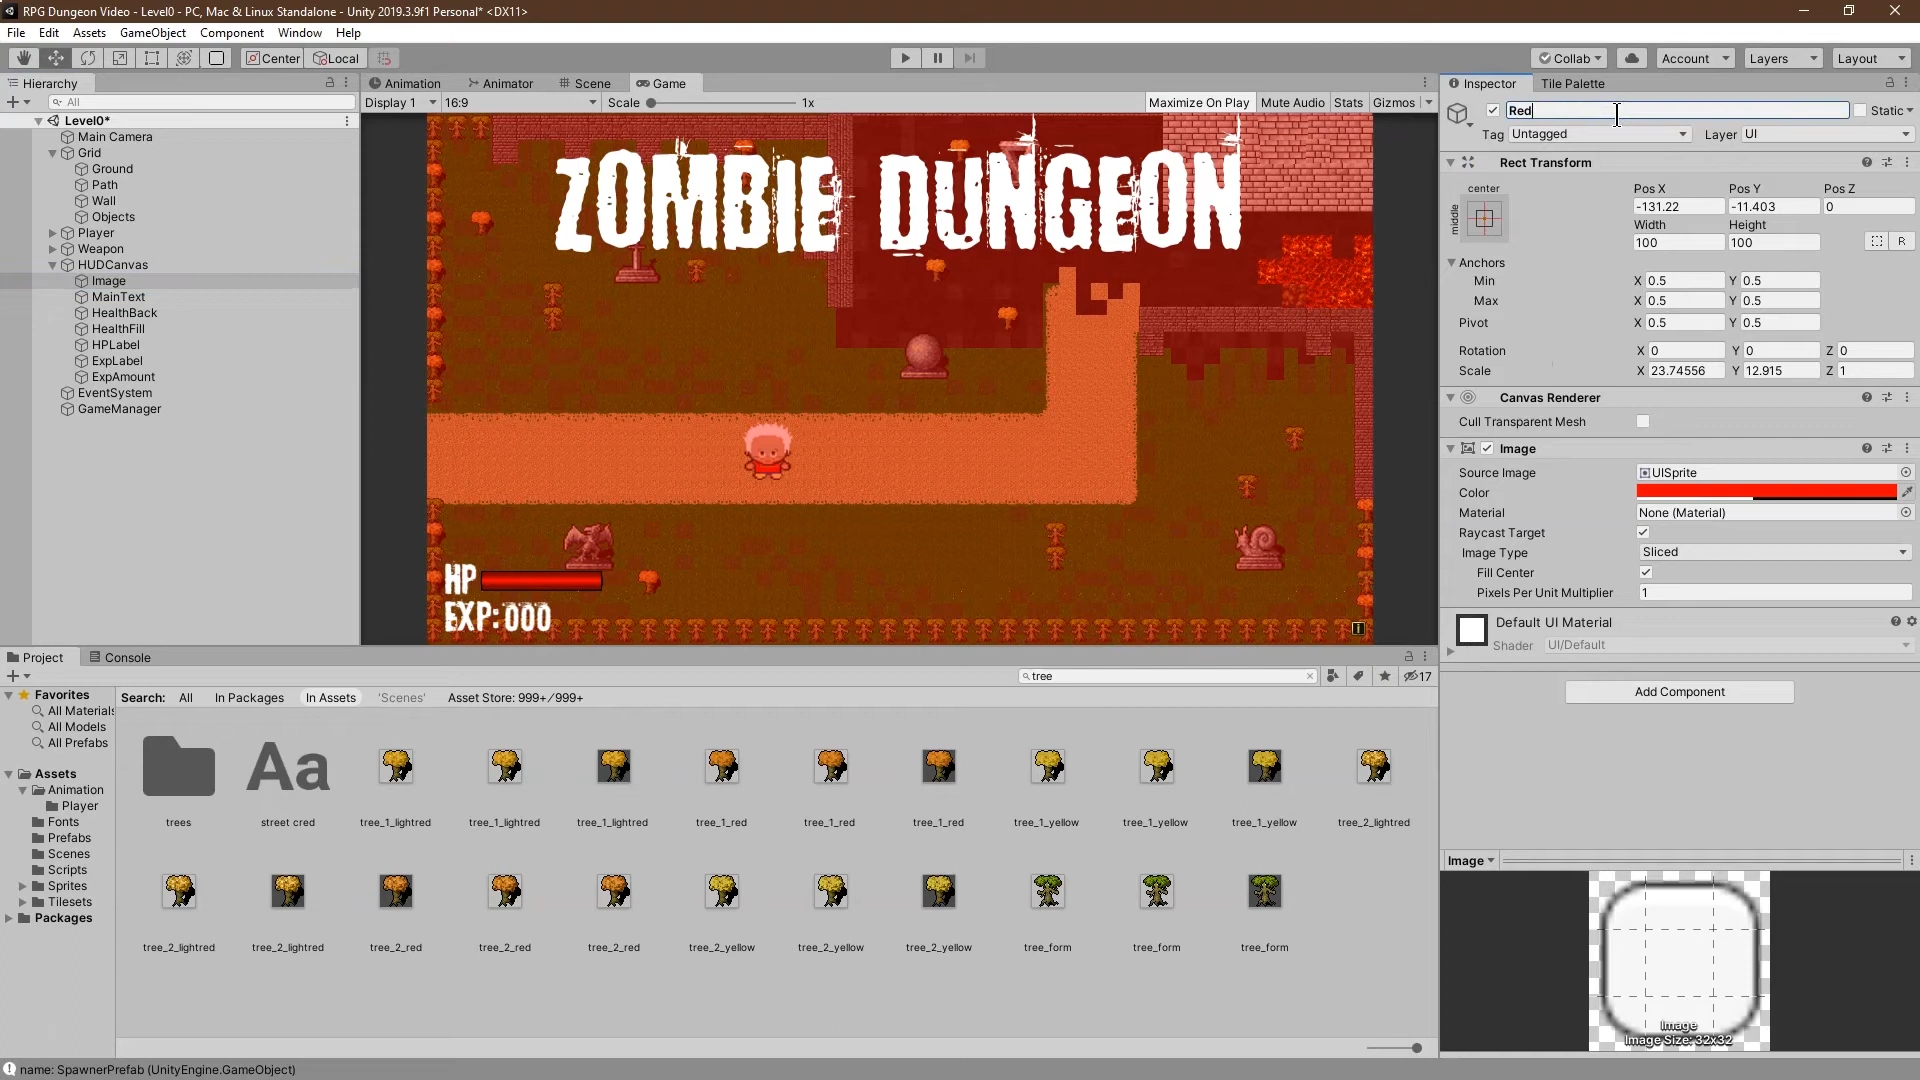 RPG Dungeon Video - Level0 - PC, Mac & Linux Standalone - Unity 2019.3.9f1 Personal* <DX11>
File Edit Assets GameObject Component Window Help
Center Local Collab Account Layers Layout
Hierarchy
All
Level0*
Main Camera
Grid
Ground
Path
Wall
Objects
Player
Weapon
HUDCanvas
Image
MainText
HealthBack
HealthFill
HPLabel
ExpLabel
ExpAmount
EventSystem
GameManager
Animation Animator Scene Game
Display 1 16:9 Scale 1x Maximize On Play Mute Audio Stats Gizmos
ZOMBIE DUNGEON
HP
EXP:000
Inspector Tile Palette
Red Static
Tag Untagged Layer UI
Rect Transform
center Pos X Pos Y Pos Z
middle -131.22 -11.403 0
Width Height
100 100 R
Anchors
Min X 0.5 Y 0.5
Max X 0.5 Y 0.5
Pivot X 0.5 Y 0.5
Rotation X 0 Y 0 Z 0
Scale X 23.74556 Y 12.915 Z 1
Canvas Renderer
Cull Transparent Mesh
Image
Source Image UISprite
Color
Material None (Material)
Raycast Target
Image Type Sliced
Fill Center
Pixels Per Unit Multiplier 1
Default UI Material
Shader UI/Default
Add Component
Image
Image
Image Size: 32x32
Project Console
tree 17
Favorites
All Materials
All Models
All Prefabs
Assets
Animation
Player
Fonts
Prefabs
Scenes
Scripts
Sprites
Tilesets
Packages
Search: All In Packages In Assets 'Scenes' Asset Store: 999+/999+
Aa
trees street cred tree_1_lightred tree_1_lightred tree_1_lightred tree_1_red tree_1_red tree_1_red tree_1_yellow tree_1_yellow tree_1_yellow tree_2_lightred
tree_2_lightred tree_2_lightred tree_2_red tree_2_red tree_2_red tree_2_yellow tree_2_yellow tree_2_yellow tree_form tree_form tree_form
name: SpawnerPrefab (UnityEngine.GameObject)